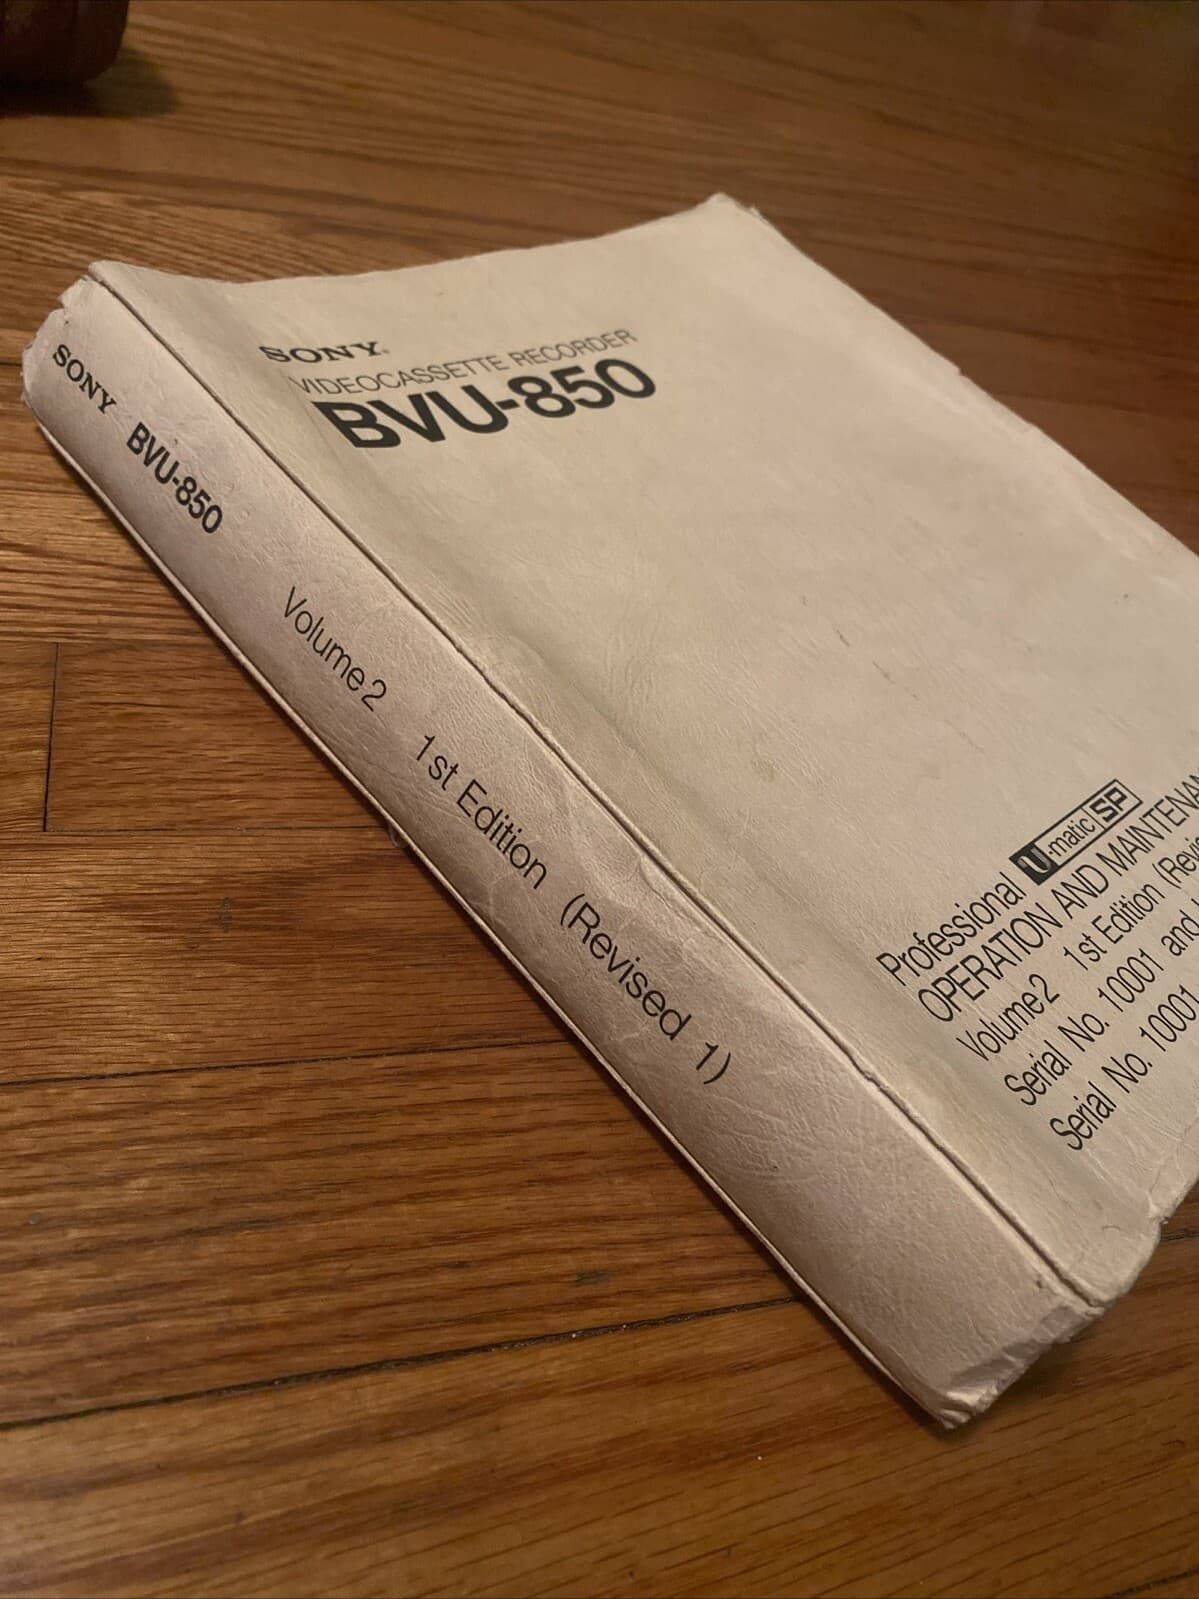 SONY BVU-850 Volume2 1st Edition (Revised 1)
SONY.
VIDEOCASSETTE RECORDER
BVU-850
Professional U-matic SP
OPERATION AND
Volume2 1st Edition
Serial No. 10001 and
Serial No. 10001